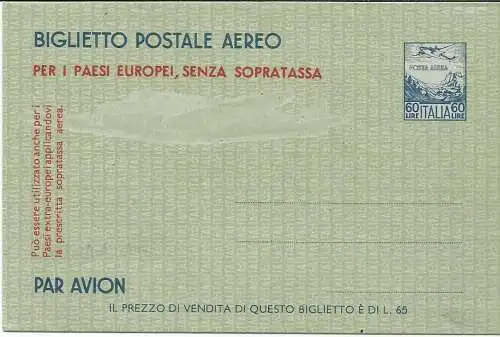 BIGLIETTO POSTALE AEREO
PER I PAESI EUROPEI, SENZA SOPRATASSA
POSTA AEREA
60 ITALIA 60
LIRE LIRE
Può essere utilizzato anche per i
Paesi extra-europei applicandovi
la prescritta sopratassa aerea.
PAR AVION
IL PREZZO DI VENDITA DI QUESTO BIGLIETTO È DI L. 65